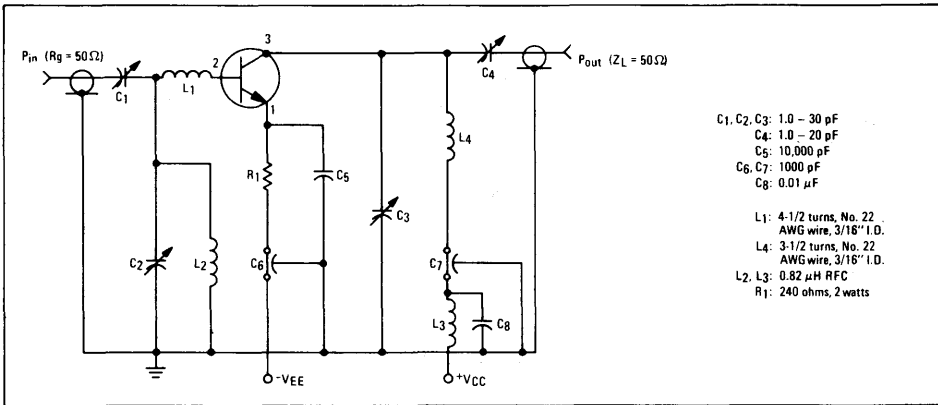 Pin (Rg = 50Ω)
C1
L1
2
3
1
C4
Pout (ZL = 50Ω)
R1
C5
L4
C3
C2
L2
C6
C7
L3
C8
-VEE
+VCC
C1, C2, C3: 1.0 – 30 pF
C4: 1.0 – 20 pF
C5: 10,000 pF
C6, C7: 1000 pF
C8: 0.01 μF
L1: 4-1/2 turns, No. 22
AWG wire, 3/16" I.D.
L4: 3-1/2 turns, No. 22
AWG wire, 3/16" I.D.
L2, L3: 0.82 μH RFC
R1: 240 ohms, 2 watts